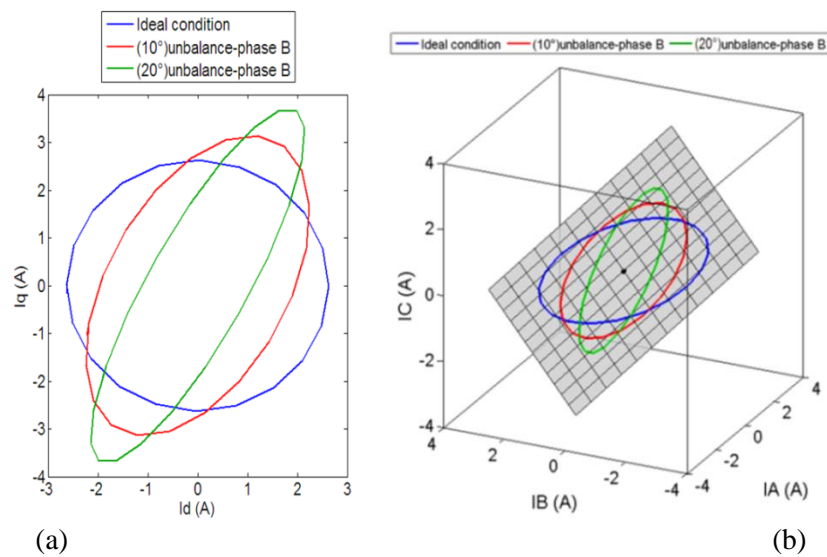 Ideal condition
(10°)unbalance-phase B
(20°)unbalance-phase B
4
3
2
1
0
-1
-2
-3
-4
Iq (A)
-3 -2 -1 0 1 2 3
Id (A)
(a)
Ideal condition (10°)unbalance-phase B (20°)unbalance-phase B
4
2
0
-2
-4
IC (A)
4 2 0 -2 -4
IB (A)
-4 -2 0 2 4
IA (A)
(b)